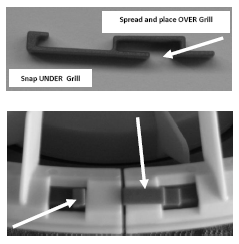 Spread and place OVER Grill
Snap UNDER Grill